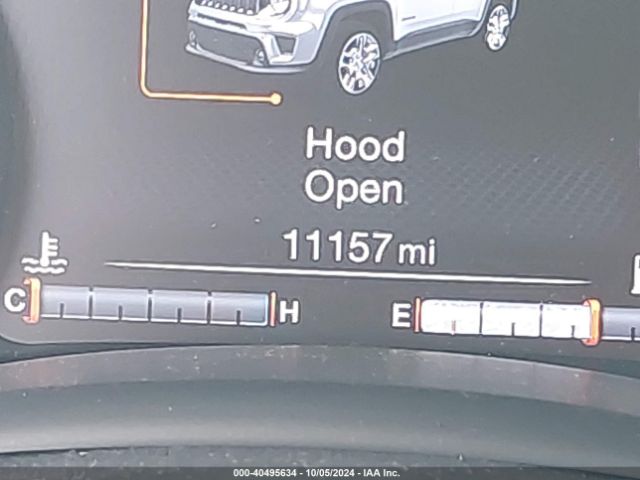 Hood
Open
11157 mi
C H E
000-40495634 - 10/05/2024 - IAA Inc.